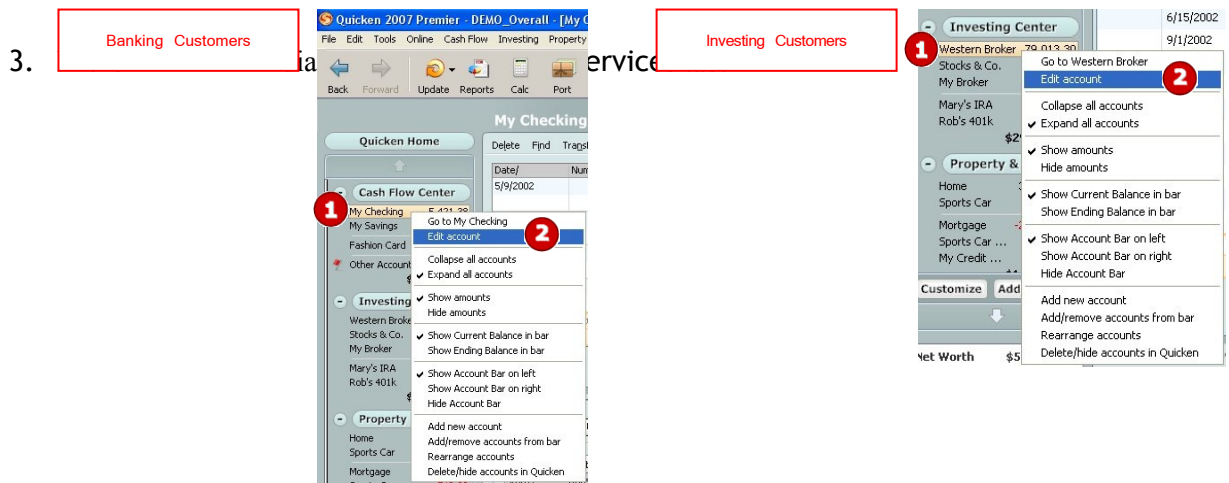 3.
Banking Customers
Quicken 2007 Premier - DEMO_Overall - [My
File Edit Tools Online Cash Flow Investing Property
Back Forward Update Reports Calc Port
My Checking
Quicken Home
Delete Find
Date/
5/9/2002
Cash Flow Center
1
My Checking
My Savings
Fashion Card
Other Account
Go to My Checking
Edit account
2
Collapse all accounts
Expand all accounts
Show amounts
Hide amounts
Show Current Balance in bar
Show Ending Balance in bar
Show Account Bar on left
Show Account Bar on right
Hide Account Bar
Add new account
Add/remove accounts from bar
Rearrange accounts
Delete/hide accounts in Quicken
Investing
Western Broke
Stocks & Co.
My Broker
Mary's IRA
Rob's 401k
Property
Home
Sports Car
Mortgage
ervice
Investing Customers
Investing Center
6/15/2002
9/1/2002
1
Western Broker 79,013.30
Stocks & Co.
My Broker
Mary's IRA
Rob's 401k
Property &
Home
Sports Car
Mortgage
Sports Car ...
My Credit ...
Customize Add
Net Worth
Go to Western Broker
Edit account
2
Collapse all accounts
Expand all accounts
Show amounts
Hide amounts
Show Current Balance in bar
Show Ending Balance in bar
Show Account Bar on left
Show Account Bar on right
Hide Account Bar
Add new account
Add/remove accounts from bar
Rearrange accounts
Delete/hide accounts in Quicken